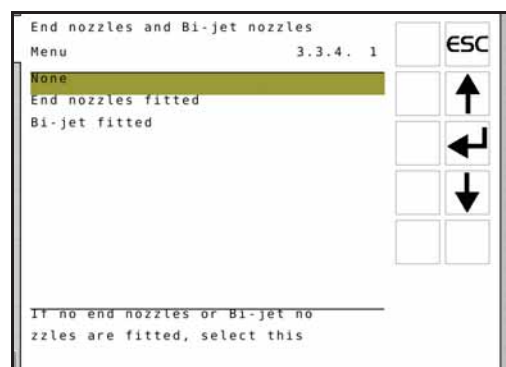 End nozzles and Bi-jet nozzles
Menu 3.3.4. 1
ESC
None
End nozzles fitted
Bi-jet fitted
If no end nozzles or Bi-jet no
zzles are fitted, select this